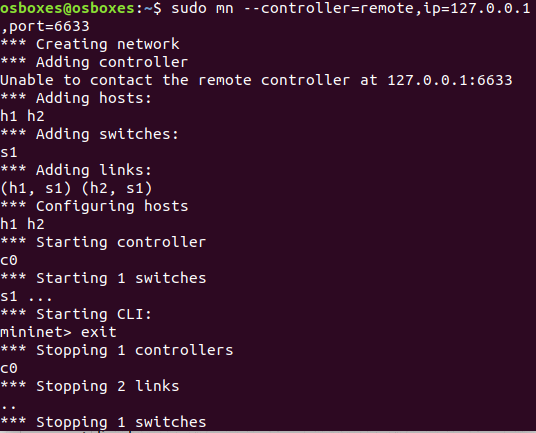 osboxes@osboxes:~$ sudo mn --controller=remote,ip=127.0.0.1
,port=6633
*** Creating network
*** Adding controller
Unable to contact the remote controller at 127.0.0.1:6633
*** Adding hosts:
h1 h2
*** Adding switches:
s1
*** Adding links:
(h1, s1) (h2, s1)
*** Configuring hosts
h1 h2
*** Starting controller
c0
*** Starting 1 switches
s1 ...
*** Starting CLI:
mininet> exit
*** Stopping 1 controllers
c0
*** Stopping 2 links
..
*** Stopping 1 switches